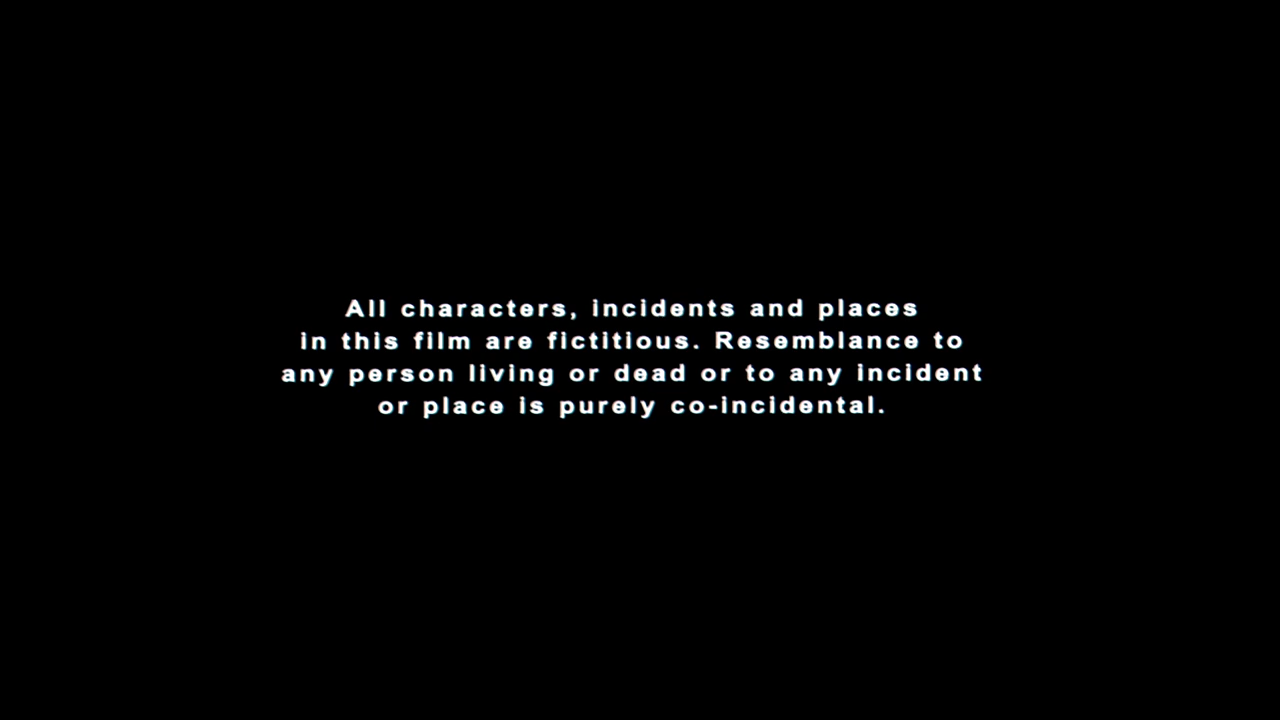 All characters, incidents and places
in this film are fictitious. Resemblance to
any person living or dead or to any incident
or place is purely co-incidental.